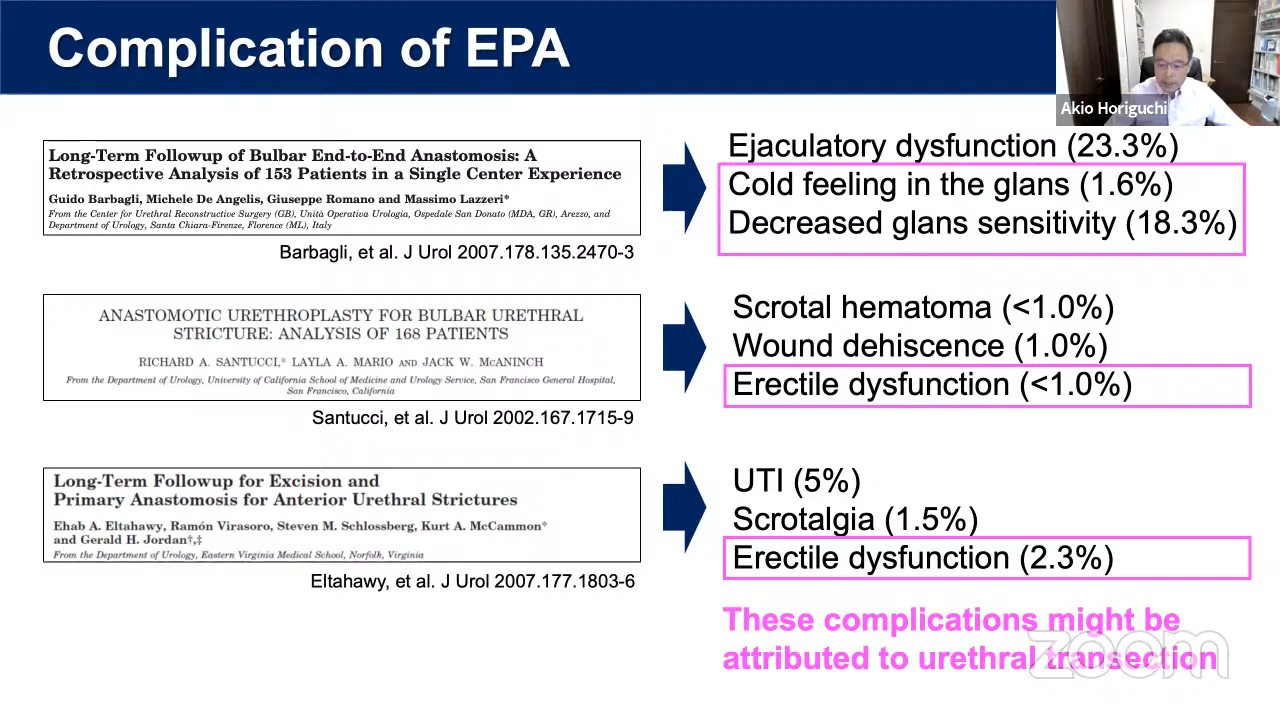 Complication of EPA
Akio Horiguchi
Long-Term Followup of Bulbar End-to-End Anastomosis: A
Retrospective Analysis of 153 Patients in a Single Center Experience
Guido Barbagli, Michele De Angelis, Giuseppe Romano and Massimo Lazzeri*
From the Center for Urethral Reconstructive Surgery (GB), Unità Operativa Urologia, Ospedale San Donato (MDA, GR), Arezzo, and
Department of Urology, Santa Chiara-Firenze, Florence (ML), Italy
Barbagli, et al. J Urol 2007.178.135.2470-3
Ejaculatory dysfunction (23.3%)
Cold feeling in the glans (1.6%)
Decreased glans sensitivity (18.3%)
ANASTOMOTIC URETHROPLASTY FOR BULBAR URETHRAL
STRICTURE: ANALYSIS OF 168 PATIENTS
RICHARD A. SANTUCCI,* LAYLA A. MARIO AND JACK W. McANINCH
From the Department of Urology, University of California School of Medicine and Urology Service, San Francisco General Hospital,
San Francisco, California
Santucci, et al. J Urol 2002.167.1715-9
Scrotal hematoma (<1.0%)
Wound dehiscence (1.0%)
Erectile dysfunction (<1.0%)
Long-Term Followup for Excision and
Primary Anastomosis for Anterior Urethral Strictures
Ehab A. Eltahawy, Ramón Virasoro, Steven M. Schlossberg, Kurt A. McCammon*
and Gerald H. Jordan†,‡
From the Department of Urology, Eastern Virginia Medical School, Norfolk, Virginia
Eltahawy, et al. J Urol 2007.177.1803-6
UTI (5%)
Scrotalgia (1.5%)
Erectile dysfunction (2.3%)
These complications might be
attributed to urethral transection
zoom